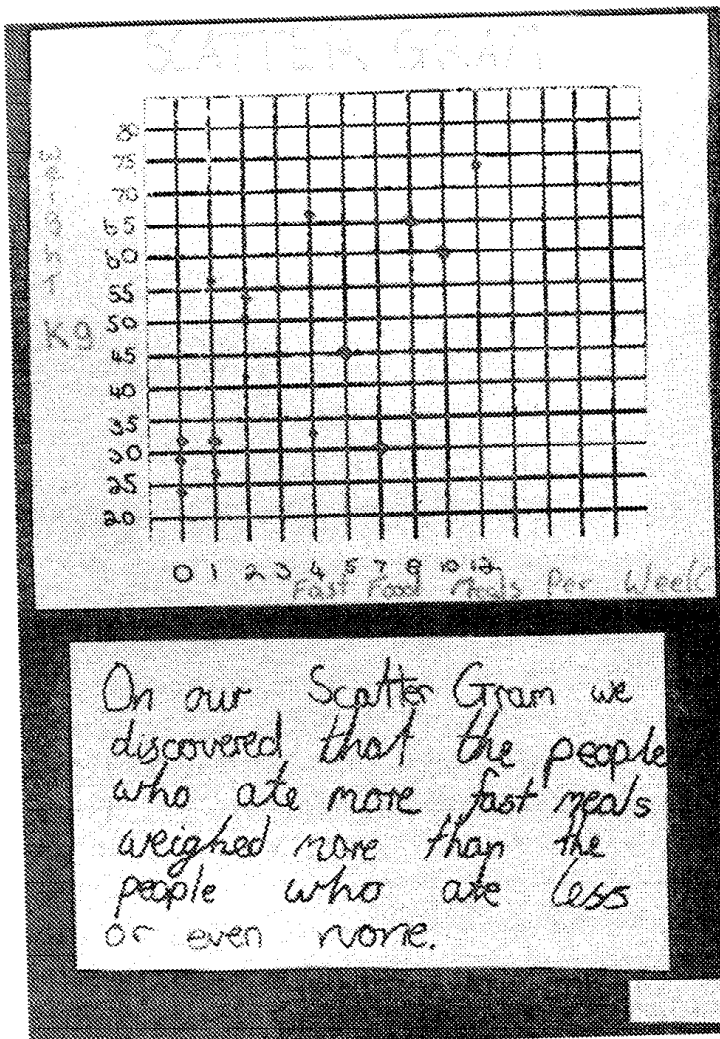 SCATTER GRAM
Weight
Kg
80
75
70
65
60
55
50
45
40
35
30
25
20
0 1 2 3 4 5 7 8 10 12
Fast Food Meals Per Week
On our Scatter Gram we
discovered that the people
who ate more fast meals
weighed more than the
people who ate less
or even none.